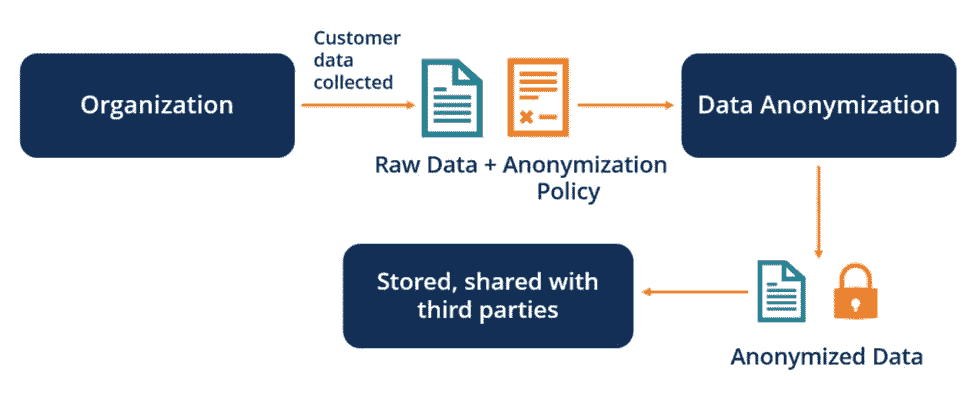 Customer
data
collected
Organization
Data Anonymization
Raw Data + Anonymization
Policy
Stored, shared with
third parties
Anonymized Data